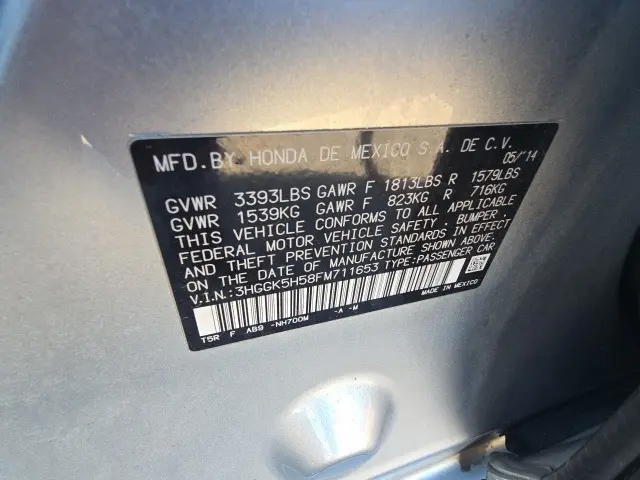 MFD.BY HONDA DE MEXICO S.A. DE C.V.
05/'14
GVWR 3393LBS GAWR F 1813LBS R 1579LBS
GVWR 1539KG GAWR F 823KG R 716KG
THIS VEHICLE CONFORMS TO ALL APPLICABLE
FEDERAL MOTOR VEHICLE SAFETY, BUMPER,
AND THEFT PREVENTION STANDARDS IN EFFECT
ON THE DATE OF MANUFACTURE SHOWN ABOVE.
V.I.N.:3HGGK5H58FM711653 TYPE:PASSENGER CAR
MADE IN MEXICO
T5R F AB9 -NH700M -A -M